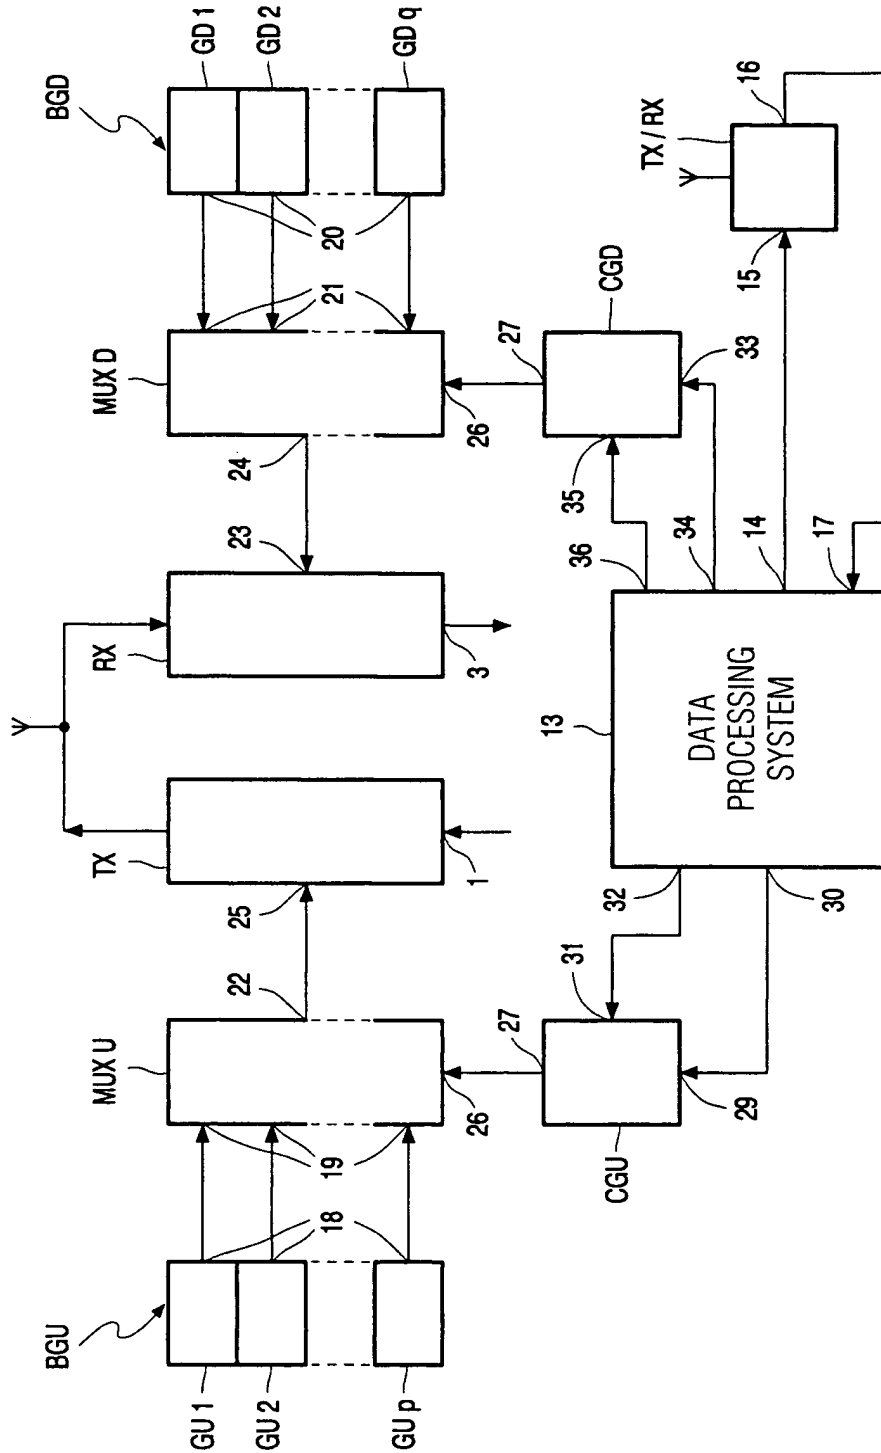 BGU
BGD
MUX U
TX
RX
MUX D
GU 1
GD 1
22
24
GU 2
25
23
GD 2
18
19
21
20
GU p
GD q
26
1
3
26
27
27
13
31
35
CGU
32
36
CGD
TX / RX
34
33
DATA
PROCESSING
SYSTEM
29
14
15
16
30
17